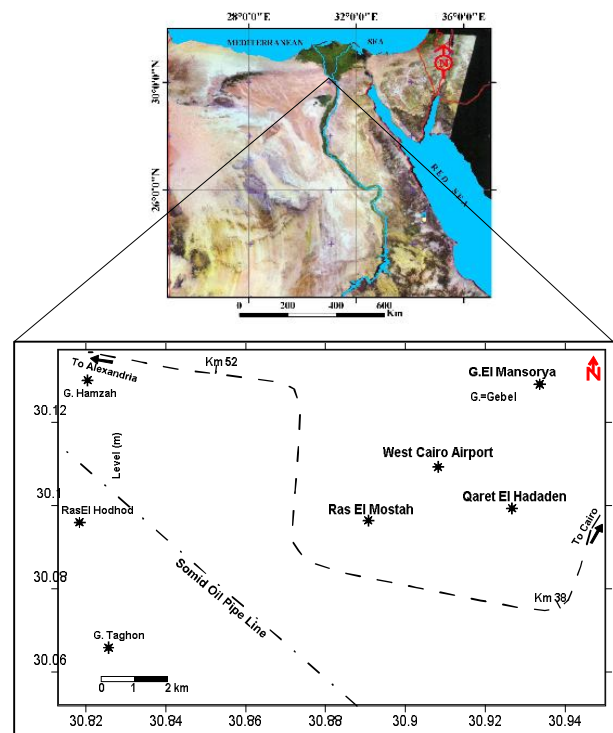 28°0'0"E 32°0'0"E 36°0'0"E
MEDITERRANEAN SEA
N
30°0'0"N
RED SEA
26°0'0"N
0 200 400 600
Km
Km 52
To Alexandria
G. Hamzah
G.El Mansorya
G.=Gebel
N
30.12
Level (m)
West Cairo Airport
30.1
Qaret El Hadaden
Ras El Mostah
RasEl Hodhod
To Cairo
30.08
Somid Oil Pipe Line
Km 38
G. Taghon
30.06
0 1 2 km
30.82 30.84 30.86 30.88 30.9 30.92 30.94